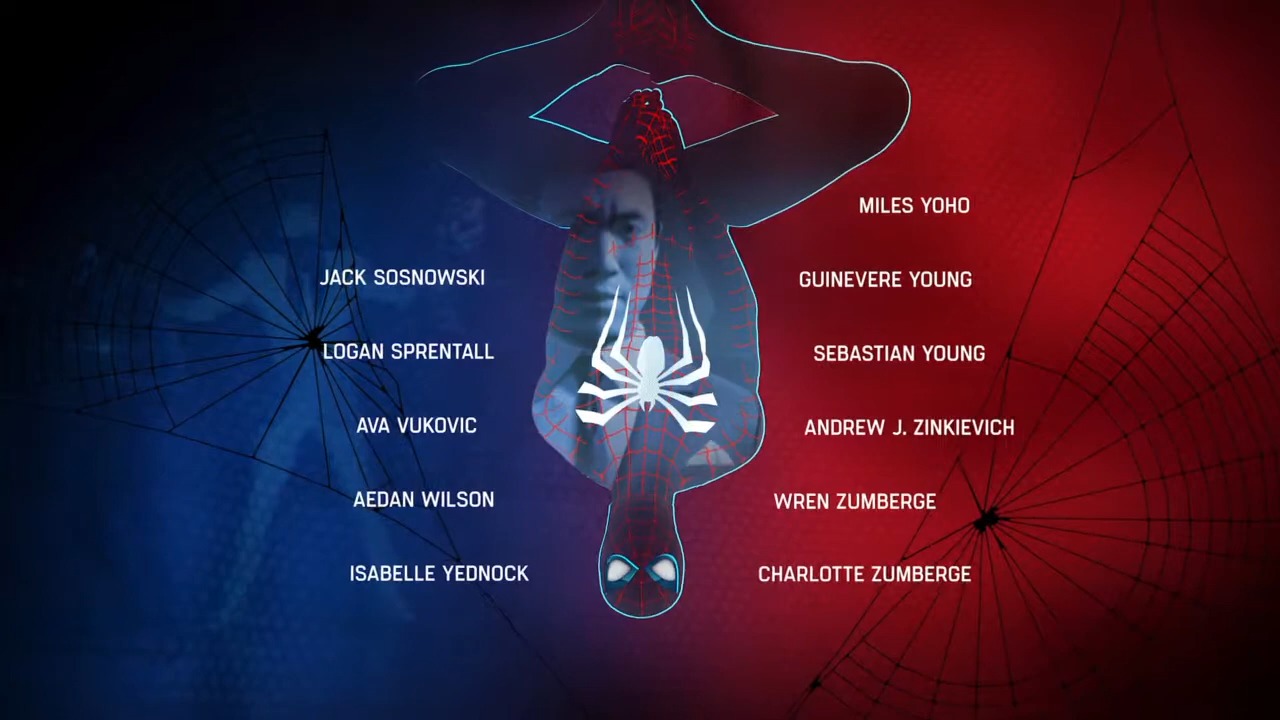 JACK SOSNOWSKI
LOGAN SPRENTALL
AVA VUKOVIC
AEDAN WILSON
ISABELLE YEDNOCK
MILES YOHO
GUINEVERE YOUNG
SEBASTIAN YOUNG
ANDREW J. ZINKIEVICH
WREN ZUMBERGE
CHARLOTTE ZUMBERGE